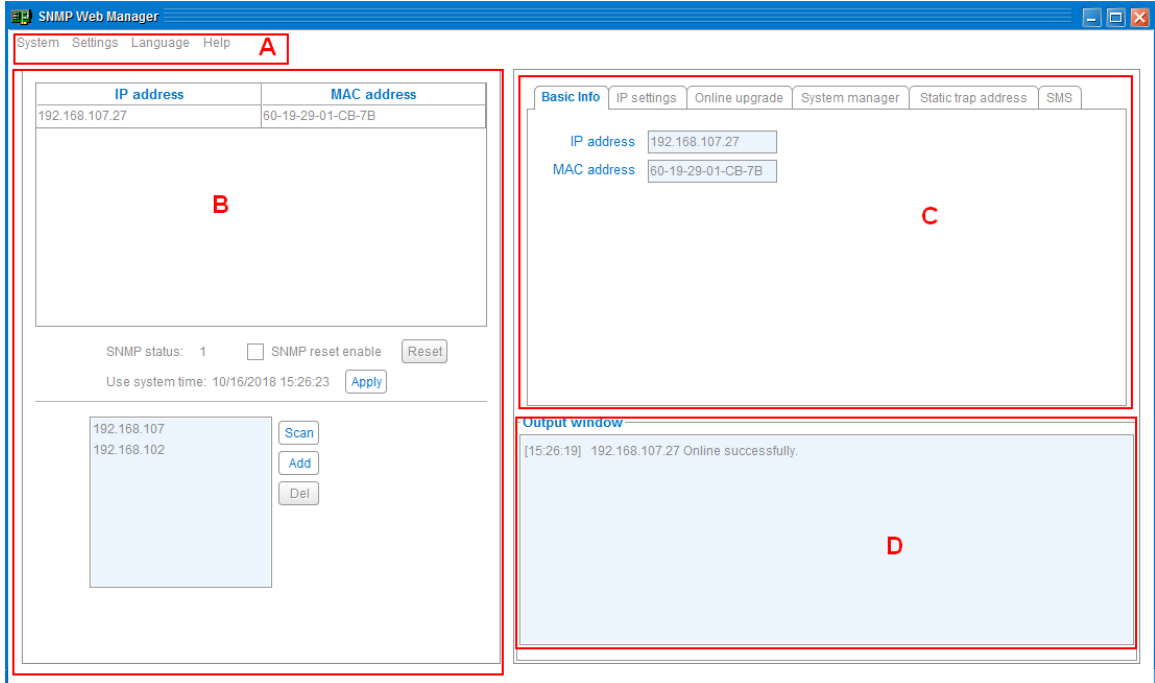 SNMP Web Manager
System Settings Language Help
A
IP address MAC address
192.168.107.27 60-19-29-01-CB-7B
B
SNMP status: 1 SNMP reset enable Reset
Use system time: 10/16/2018 15:26:23 Apply
192.168.107
192.168.102
Scan
Add
Del
Basic Info IP settings Online upgrade System manager Static trap address SMS
IP address 192.168.107.27
MAC address 60-19-29-01-CB-7B
C
Output window
[15:26:19] 192.168.107.27 Online successfully.
D